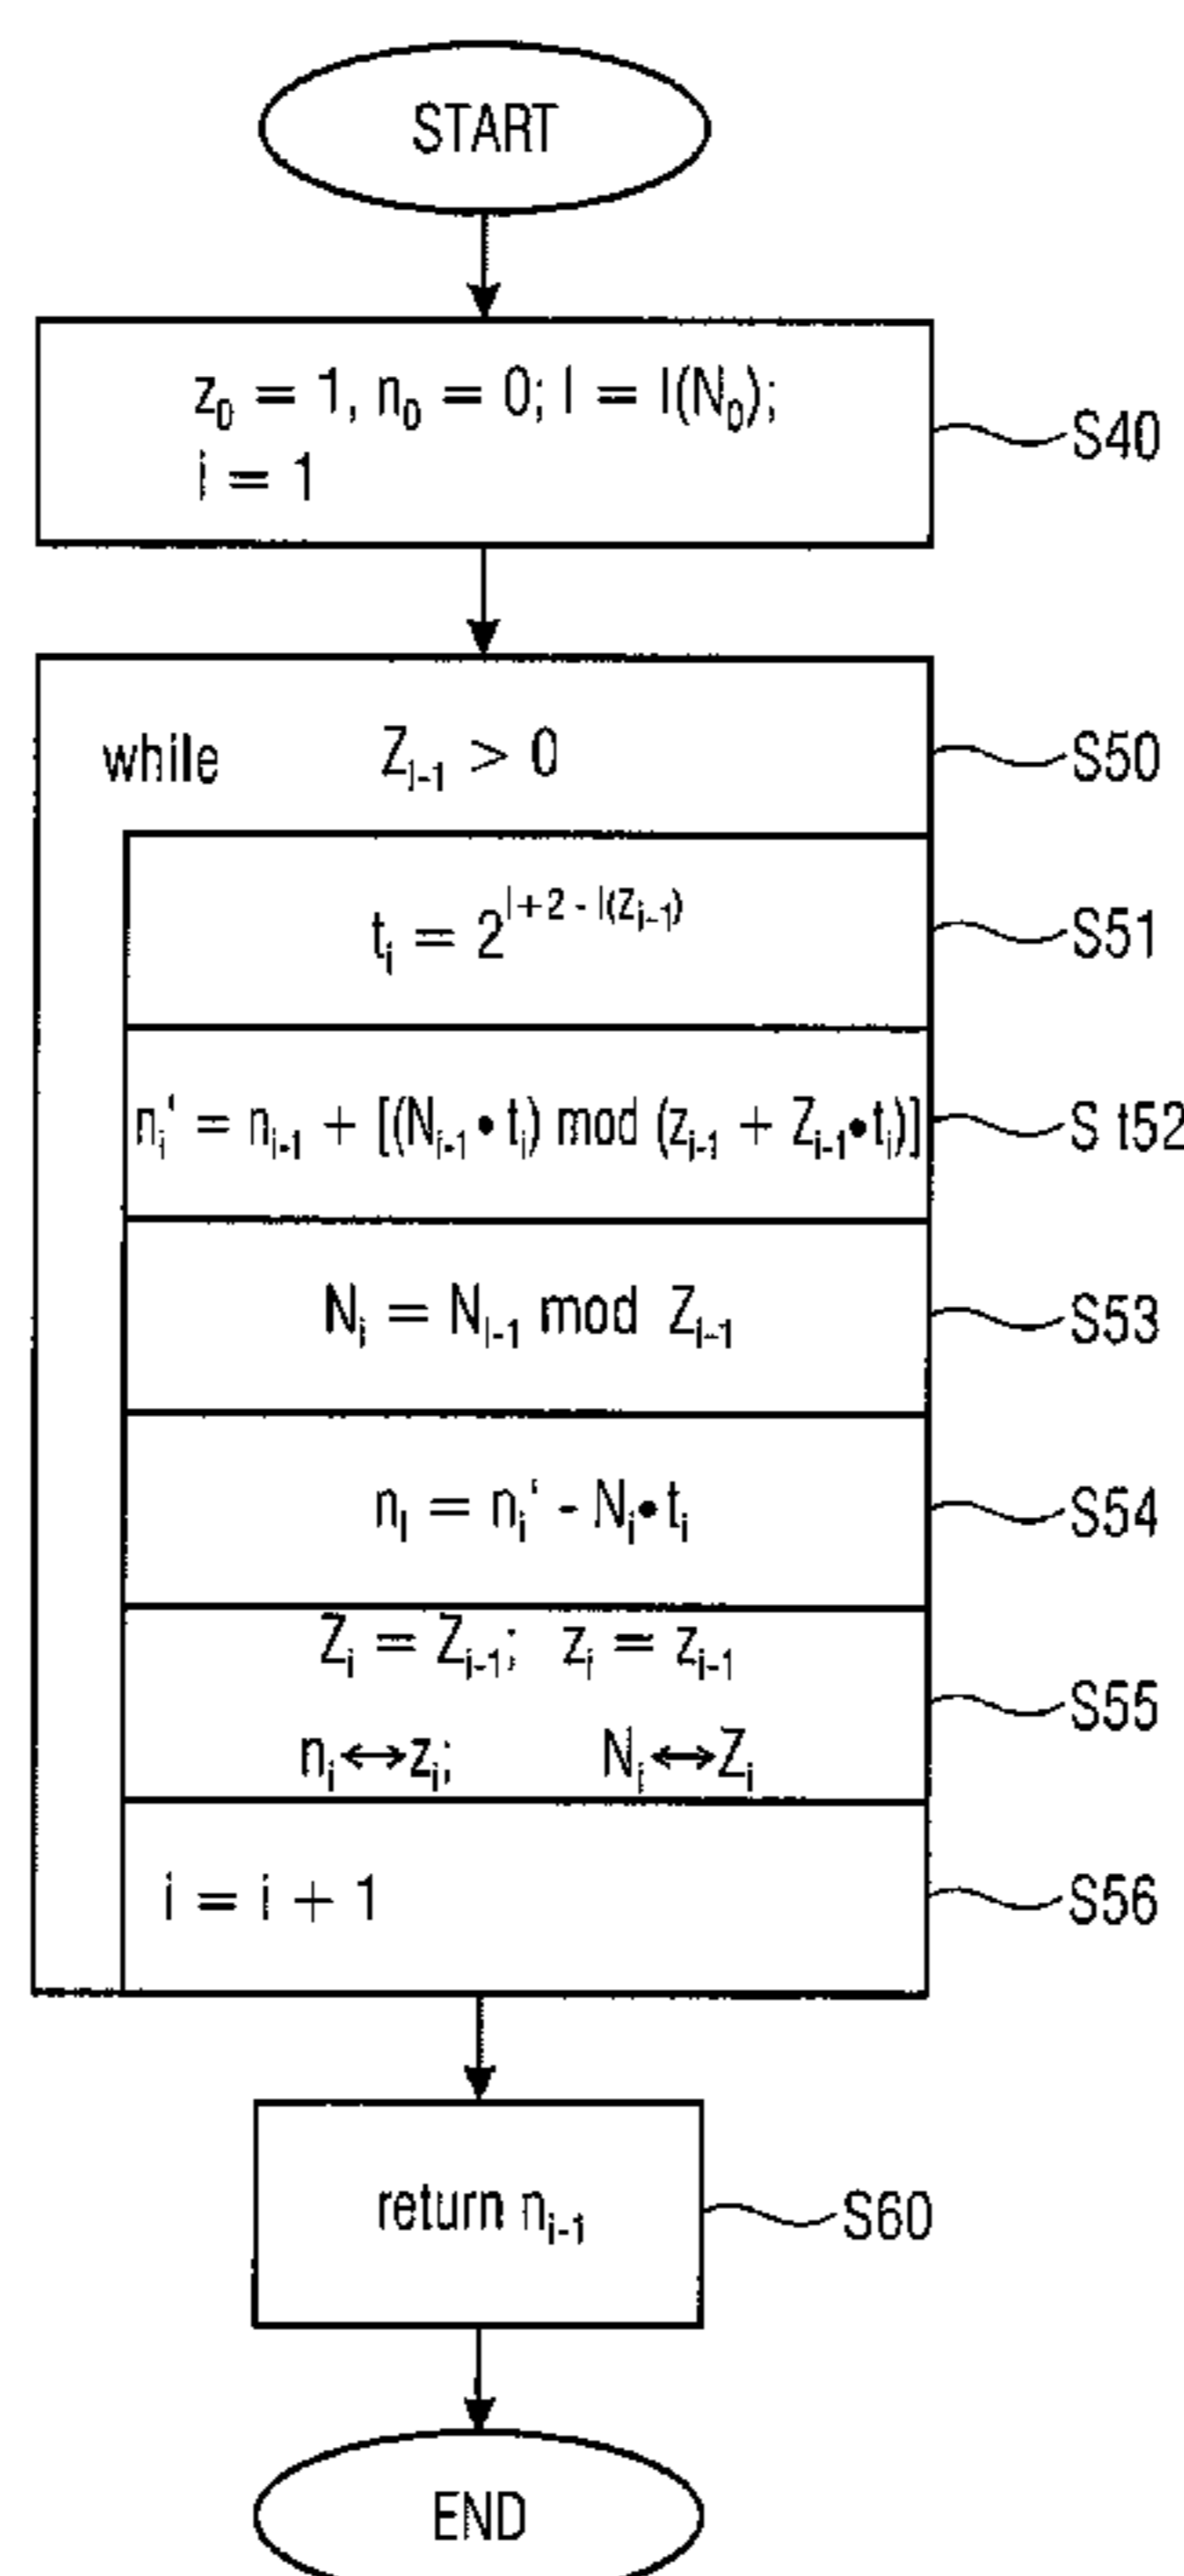 START
z₀ = 1, n₀ = 0; l = l(N₀);
i = 1
S40
while Zᵢ₋₁ > 0
S50
tᵢ = 2^(l+2 - l(Zᵢ₋₁))
S51
nᵢ‘ = nᵢ₋₁ + [(Nᵢ₋₁ • tᵢ) mod (zᵢ₋₁ + Zᵢ₋₁•tᵢ)]
S t52
Nᵢ = Nᵢ₋₁ mod Zᵢ₋₁
S53
nᵢ = nᵢ‘ - Nᵢ•tᵢ
S54
Zᵢ = Zᵢ₋₁; zᵢ = zᵢ₋₁
nᵢ↔zᵢ; Nᵢ↔Zᵢ
S55
i = i + 1
S56
return nᵢ₋₁
S60
END